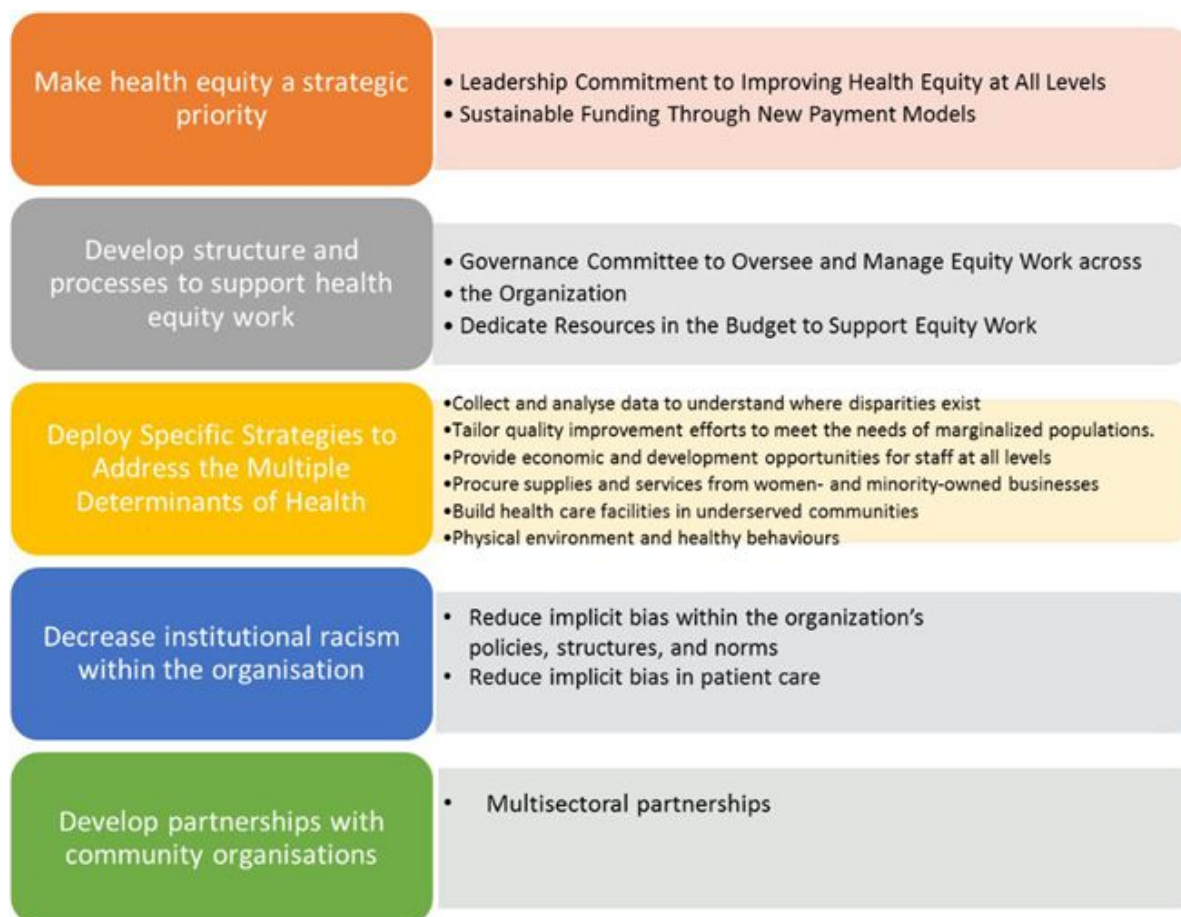 Make health equity a strategic
priority
• Leadership Commitment to Improving Health Equity at All Levels
• Sustainable Funding Through New Payment Models
Develop structure and
processes to support health
equity work
• Governance Committee to Oversee and Manage Equity Work across
• the Organization
• Dedicate Resources in the Budget to Support Equity Work
Deploy Specific Strategies to
Address the Multiple
Determinants of Health
•Collect and analyse data to understand where disparities exist
•Tailor quality improvement efforts to meet the needs of marginalized populations.
•Provide economic and development opportunities for staff at all levels
•Procure supplies and services from women- and minority-owned businesses
•Build health care facilities in underserved communities
•Physical environment and healthy behaviours
Decrease institutional racism
within the organisation
• Reduce implicit bias within the organization's
policies, structures, and norms
• Reduce implicit bias in patient care
Develop partnerships with
community organisations
• Multisectoral partnerships